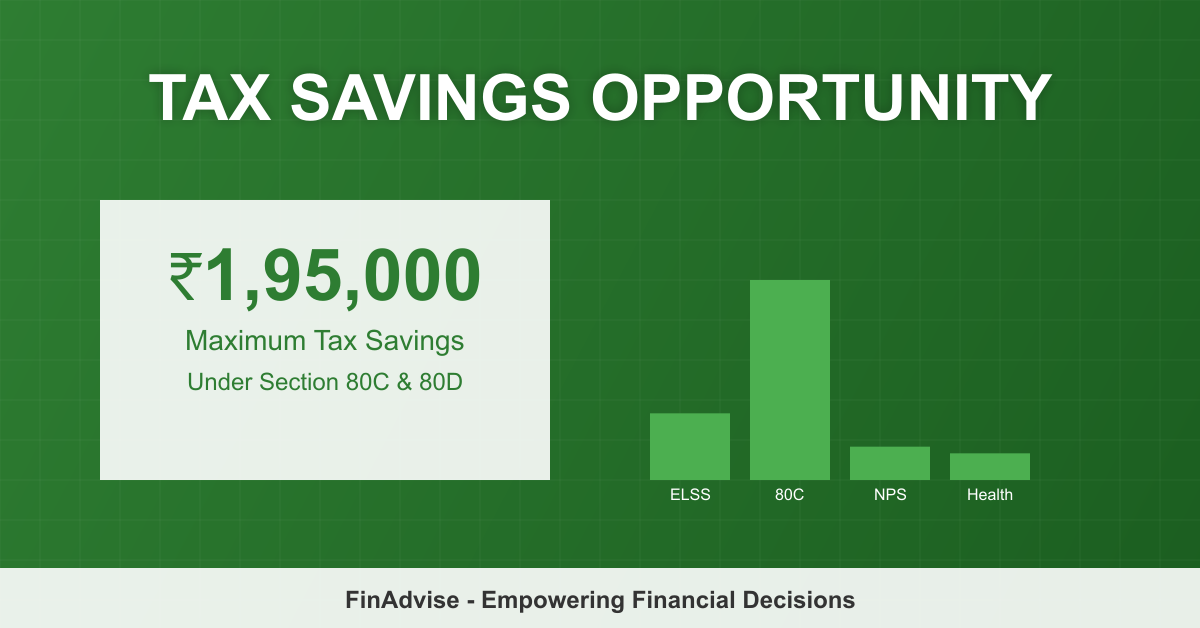 TAX SAVINGS OPPORTUNITY
₹1,95,000
Maximum Tax Savings
Under Section 80C & 80D
ELSS
80C
NPS
Health
FinAdvise - Empowering Financial Decisions